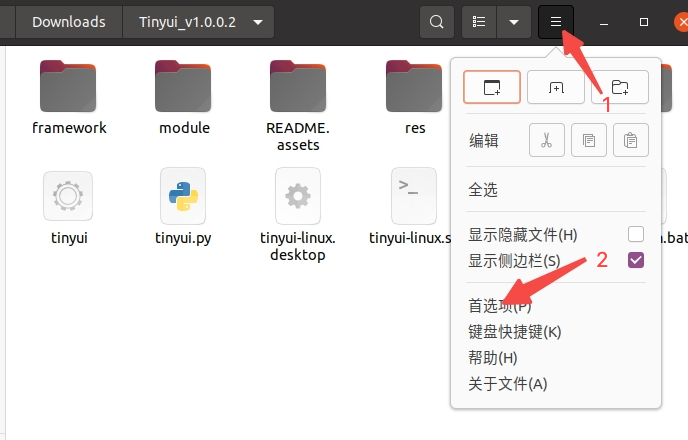 Downloads
Tinyui_v1.0.0.2
1
framework
module
README.
assets
res
编辑
全选
tinyui
tinyui.py
tinyui-linux.
desktop
tinyui-linux.s
n.bat
显示隐藏文件(H)
显示侧边栏(S)
2
首选项(P)
键盘快捷键(K)
帮助(H)
关于文件(A)